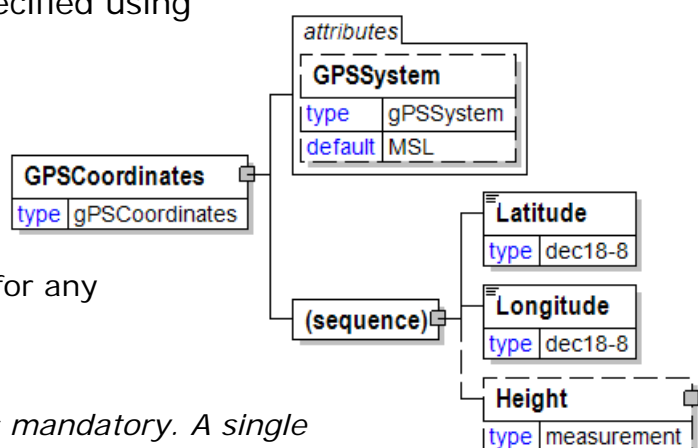 ecified using
attributes
GPSSystem
type gPSSystem
default MSL
GPSCoordinates
type gPSCoordinates
Latitude
type dec18-8
for any
(sequence)
Longitude
type dec18-8
mandatory. A single
Height
type measurement